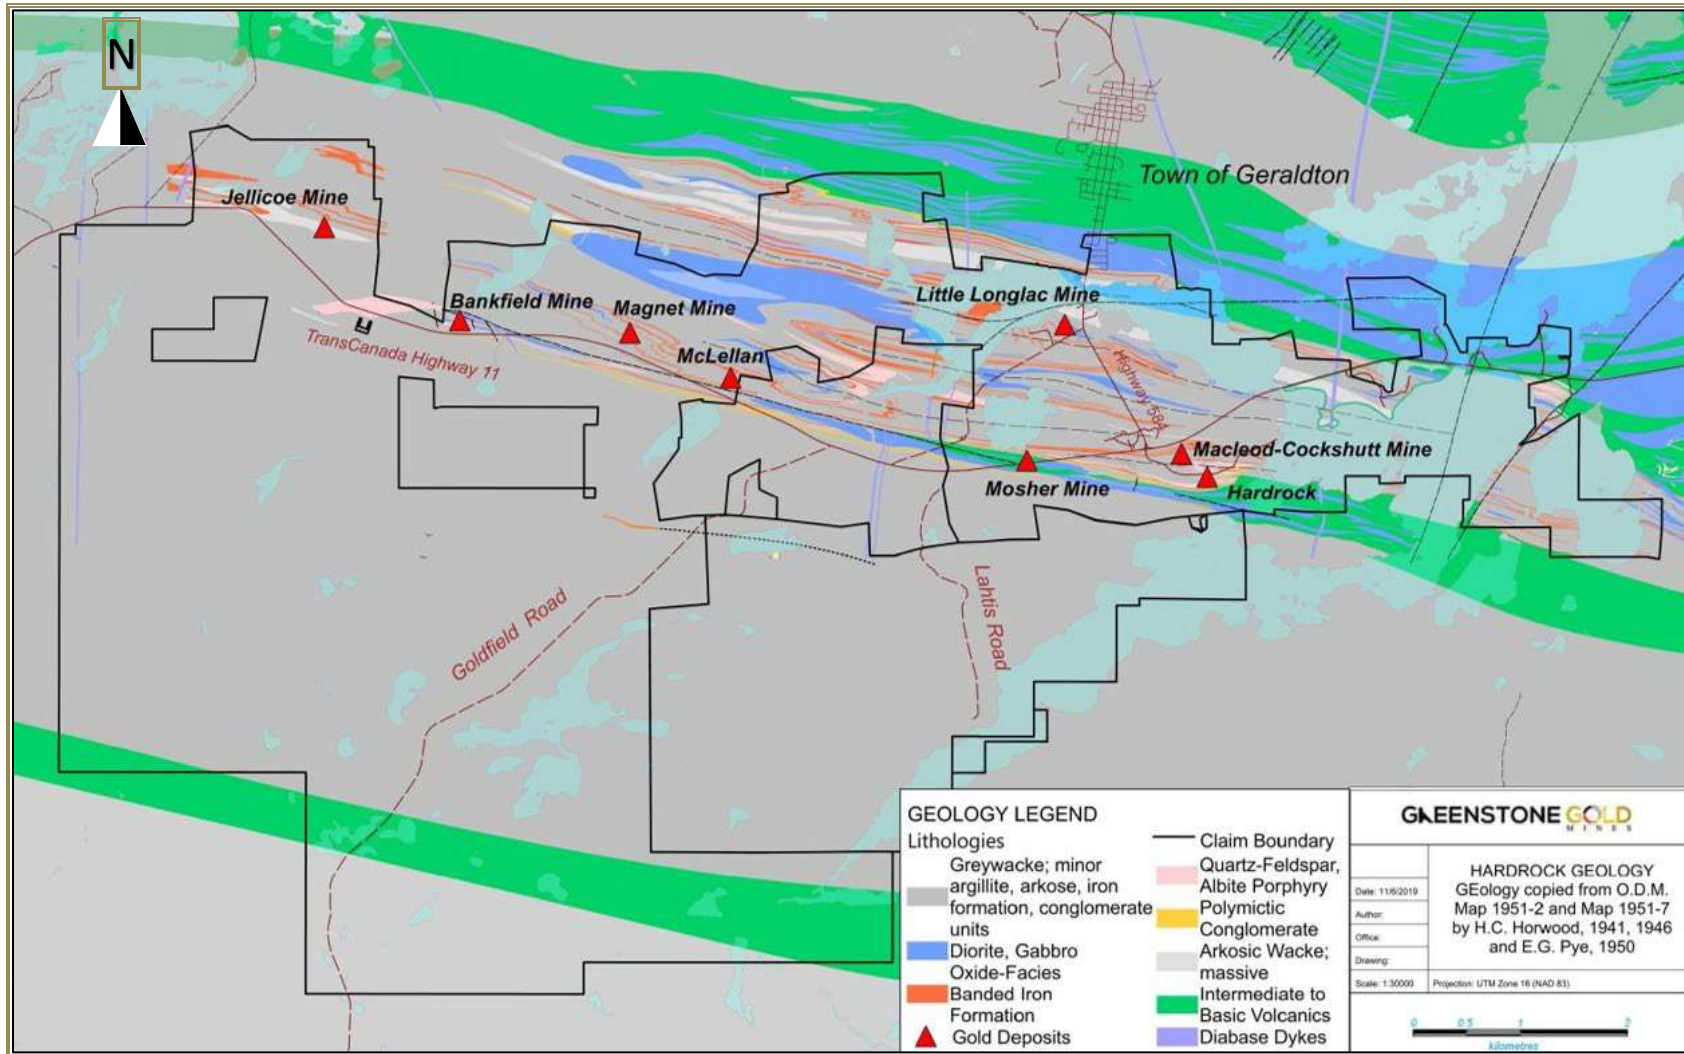 N
Town of Geraldton
Jellicoe Mine
Bankfield Mine
Magnet Mine
Little Longlac Mine
McLellan
TransCanada Highway 11
Highway 584
Macleod-Cockshutt Mine
Mosher Mine
Hardrock
Goldfield Road
Lahtis Road
GEOLOGY LEGEND
Lithologies
Greywacke; minor
argillite, arkose, iron
formation, conglomerate
units
Diorite, Gabbro
Oxide-Facies
Banded Iron
Formation
Gold Deposits
Claim Boundary
Quartz-Feldspar,
Albite Porphyry
Polymictic
Conglomerate
Arkosic Wacke;
massive
Intermediate to
Basic Volcanics
Diabase Dykes
GREENSTONE GOLD
MINES
HARDROCK GEOLOGY
GEology copied from O.D.M.
Map 1951-2 and Map 1951-7
by H.C. Horwood, 1941, 1946
and E.G. Pye, 1950
Date: 11/6/2019
Author:
Office:
Drawing:
Scale: 1:30000
Projection: UTM Zone 16 (NAD 83)
0 0.5 1 2
kilometres